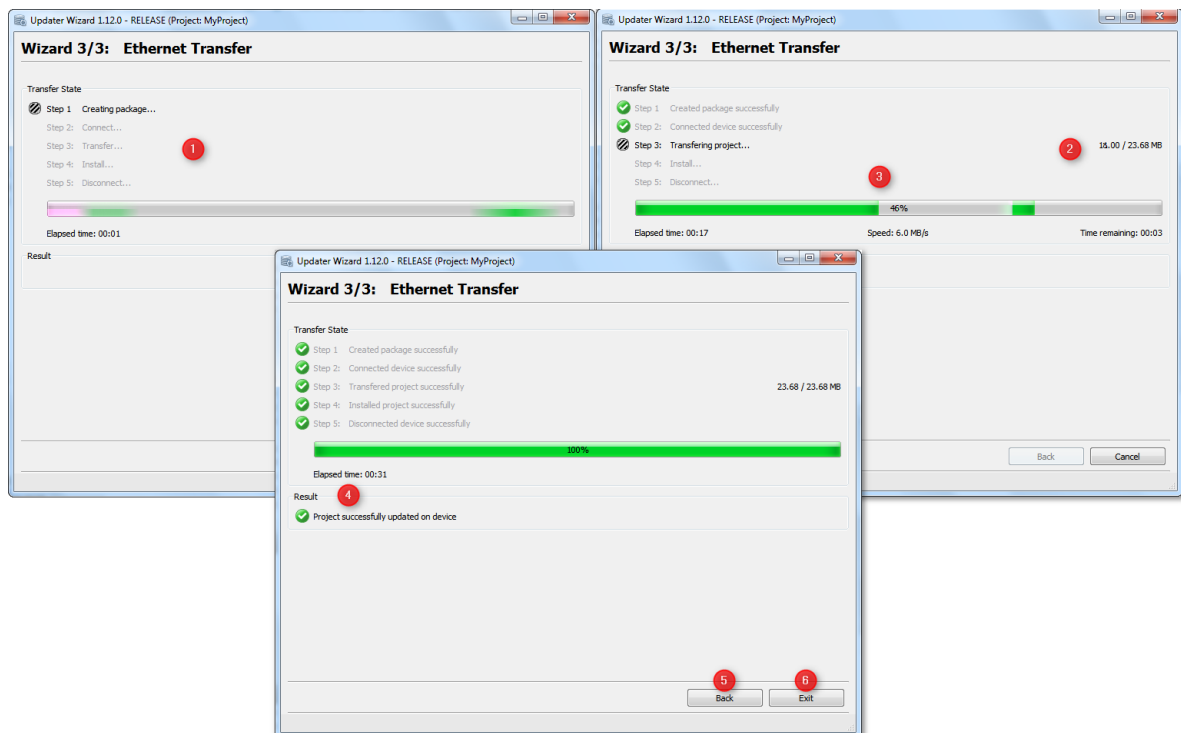 Updater Wizard 1.12.0 - RELEASE (Project: MyProject)
Wizard 3/3: Ethernet Transfer
Transfer State
Step 1 Creating package...
Step 2: Connect...
Step 3: Transfer...
1
Step 4: Install...
Step 5: Disconnect...
Elapsed time: 00:01
Result
Updater Wizard 1.12.0 - RELEASE (Project: MyProject)
Wizard 3/3: Ethernet Transfer
Transfer State
Step 1 Created package successfully
Step 2: Connected device successfully
Step 3: Transfering project... 2 / 23.68 MB
Step 4: Install...
3
Step 5: Disconnect...
46%
Elapsed time: 00:17 Speed: 6.0 MB/s Time remaining: 00:03
Back Cancel
Updater Wizard 1.12.0 - RELEASE (Project: MyProject)
Wizard 3/3: Ethernet Transfer
Transfer State
Step 1 Created package successfully
Step 2: Connected device successfully
Step 3: Transfered project successfully 23.68 / 23.68 MB
Step 4: Installed project successfully
Step 5: Disconnected device successfully
100%
Elapsed time: 00:31
Result 4
Project successfully updated on device
5 6
Back Exit